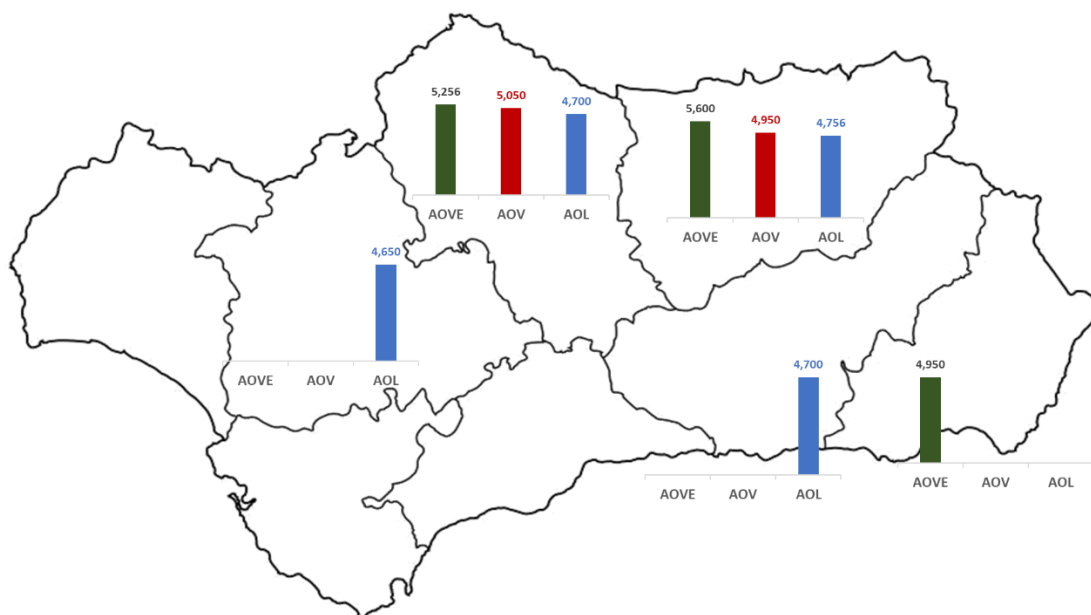 5,256 5,050 4,700
AOVE AOV AOL
5,600 4,950 4,756
AOVE AOV AOL
4,650
AOVE AOV AOL
4,700
AOVE AOV AOL
4,950
AOVE AOV AOL